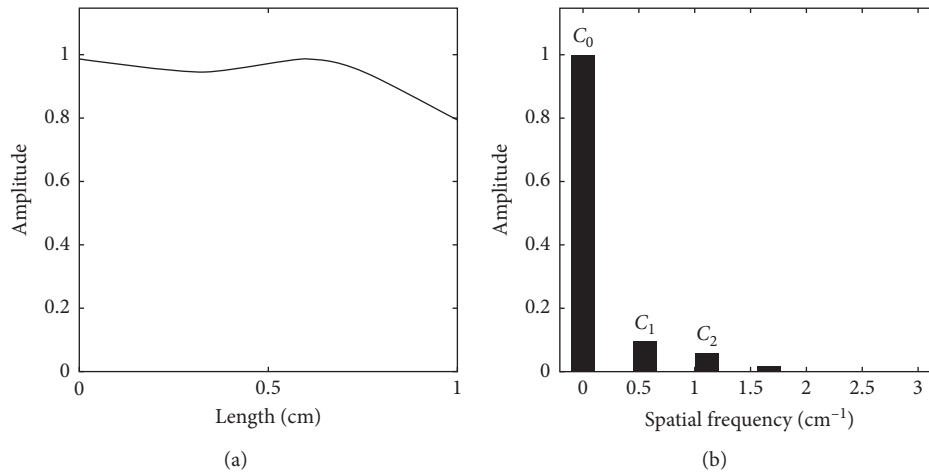 1
0.8
0.6
0.4
0.2
0
Amplitude
0 0.5 1
Length (cm)
(a)
1
0.8
0.6
0.4
0.2
0
Amplitude
C₀
C₁
C₂
0 0.5 1 1.5 2 2.5 3
Spatial frequency (cm⁻¹)
(b)